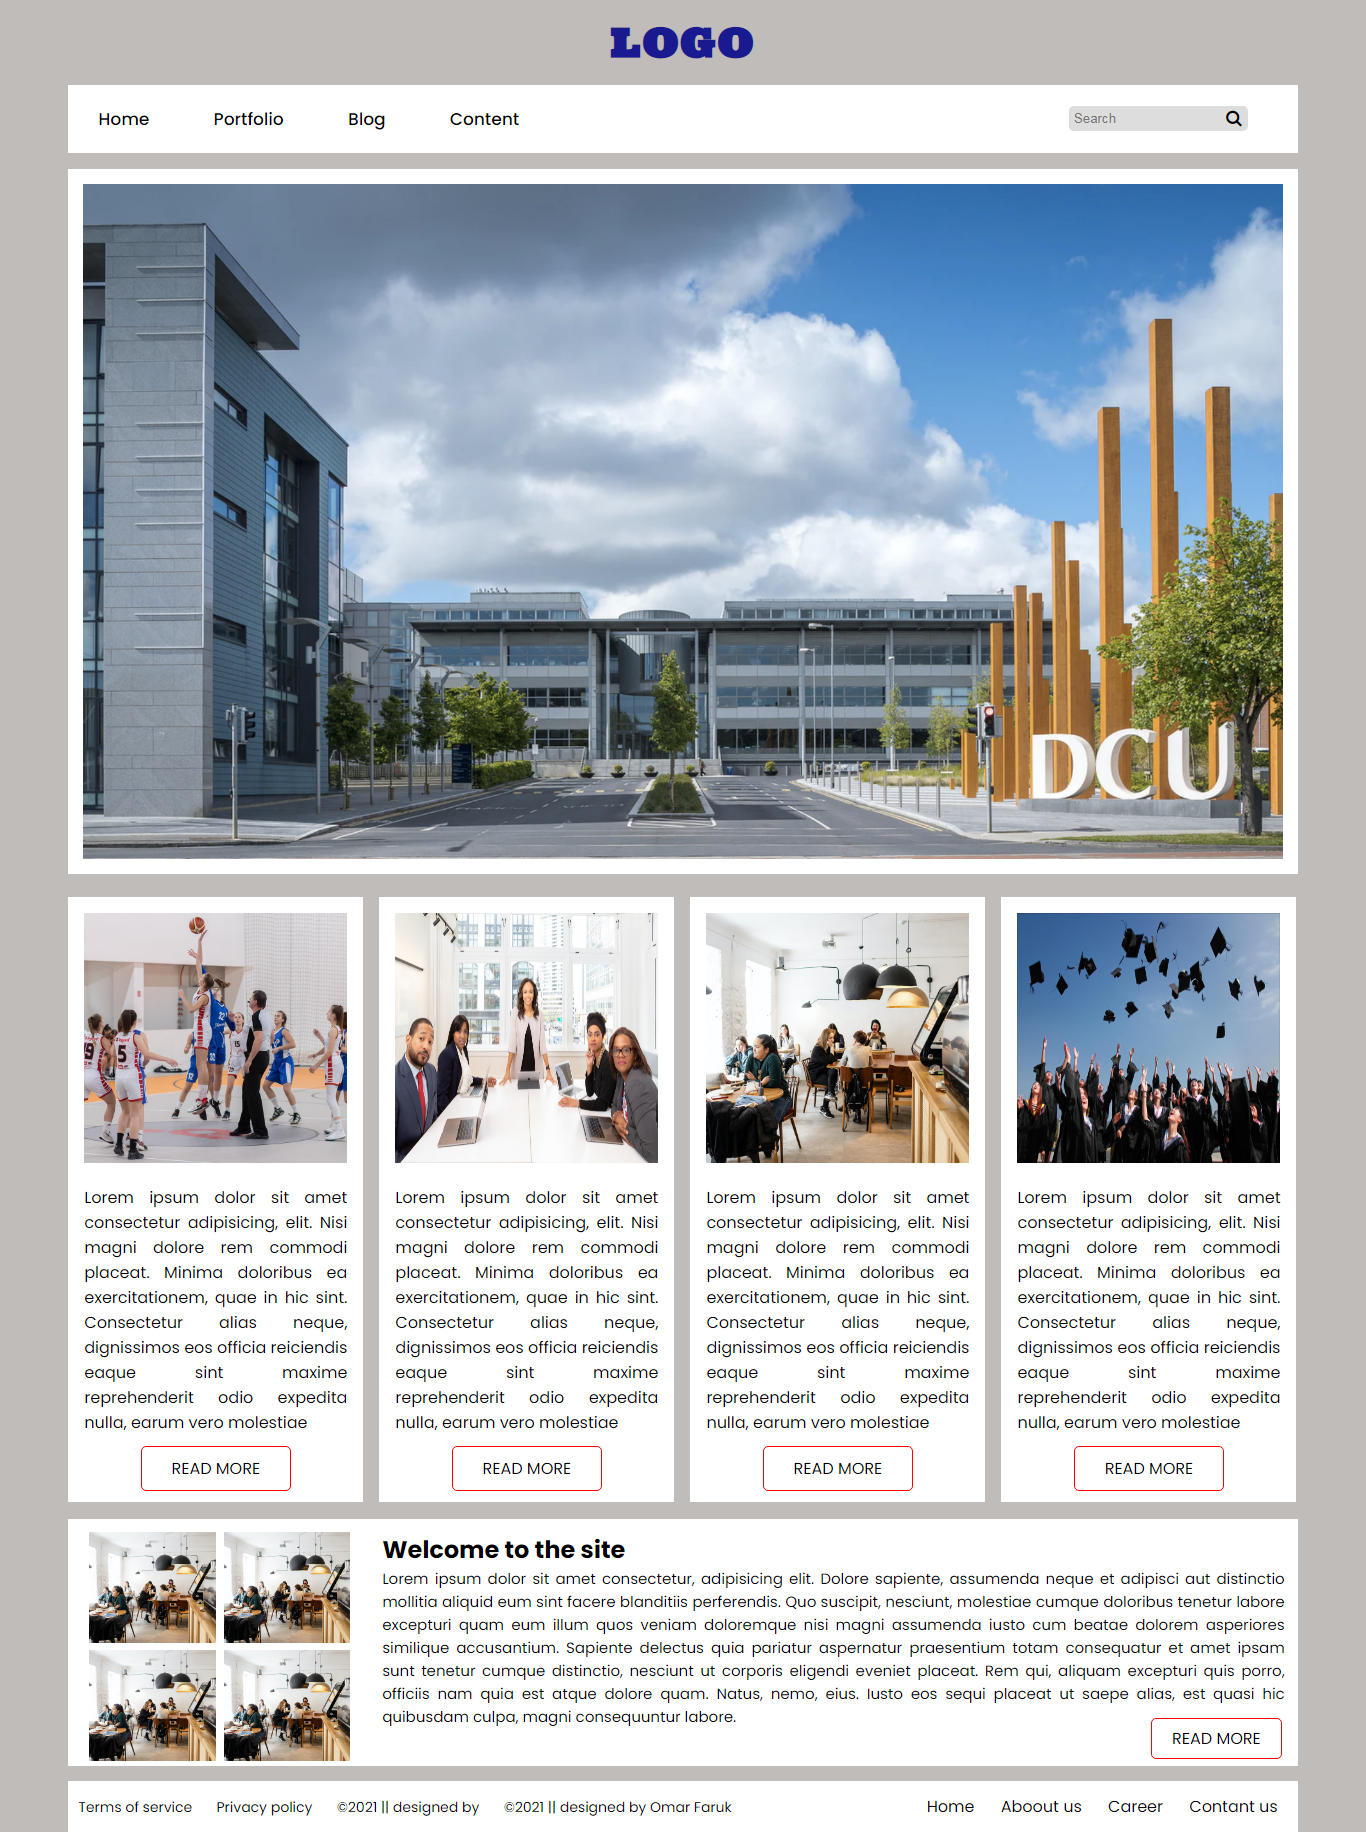 LOGO
Home Portfolio Blog Content Search
DCU
Lorem ipsum dolor sit amet
consectetur adipisicing, elit. Nisi
magni dolore rem commodi
placeat. Minima doloribus ea
exercitationem, quae in hic sint.
Consectetur alias neque,
dignissimos eos officia reiciendis
eaque sint maxime
reprehenderit odio expedita
nulla, earum vero molestiae
READ MORE
Lorem ipsum dolor sit amet
consectetur adipisicing, elit. Nisi
magni dolore rem commodi
placeat. Minima doloribus ea
exercitationem, quae in hic sint.
Consectetur alias neque,
dignissimos eos officia reiciendis
eaque sint maxime
reprehenderit odio expedita
nulla, earum vero molestiae
READ MORE
Lorem ipsum dolor sit amet
consectetur adipisicing, elit. Nisi
magni dolore rem commodi
placeat. Minima doloribus ea
exercitationem, quae in hic sint.
Consectetur alias neque,
dignissimos eos officia reiciendis
eaque sint maxime
reprehenderit odio expedita
nulla, earum vero molestiae
READ MORE
Lorem ipsum dolor sit amet
consectetur adipisicing, elit. Nisi
magni dolore rem commodi
placeat. Minima doloribus ea
exercitationem, quae in hic sint.
Consectetur alias neque,
dignissimos eos officia reiciendis
eaque sint maxime
reprehenderit odio expedita
nulla, earum vero molestiae
READ MORE
Welcome to the site
Lorem ipsum dolor sit amet consectetur, adipisicing elit. Dolore sapiente, assumenda neque et adipisci aut distinctio
mollitia aliquid eum sint facere blanditiis perferendis. Quo suscipit, nesciunt, molestiae cumque doloribus tenetur labore
excepturi quam eum illum quos veniam doloremque nisi magni assumenda iusto cum beatae dolorem asperiores
similique accusantium. Sapiente delectus quia pariatur aspernatur praesentium totam consequatur et amet ipsam
sunt tenetur cumque distinctio, nesciunt ut corporis eligendi eveniet placeat. Rem qui, aliquam excepturi quis porro,
officiis nam quia est atque dolore quam. Natus, nemo, eius. Iusto eos sequi placeat ut saepe alias, est quasi hic
quibusdam culpa, magni consequuntur labore.
READ MORE
Terms of service Privacy policy ©2021 || designed by ©2021 || designed by Omar Faruk Home Aboout us Career Contant us